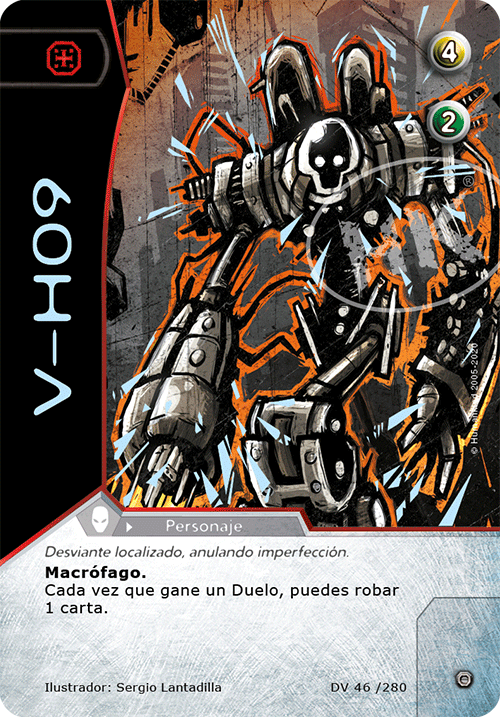 4
2
V-H09
Personaje
Desviante localizado, anulando imperfección.
Macrófago.
Cada vez que gane un Duelo, puedes robar
1 carta.
Ilustrador: Sergio Lantadilla
DV 46 /280